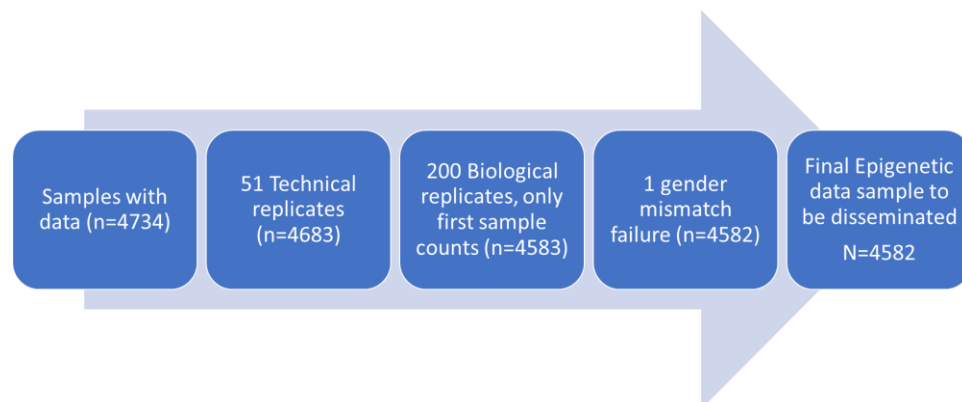 Samples with
data (n=4734)
51 Technical
replicates
(n=4683)
200 Biological
replicates, only
first sample
counts (n=4583)
1 gender
mismatch
failure (n=4582)
Final Epigenetic
data sample to
be disseminated
N=4582